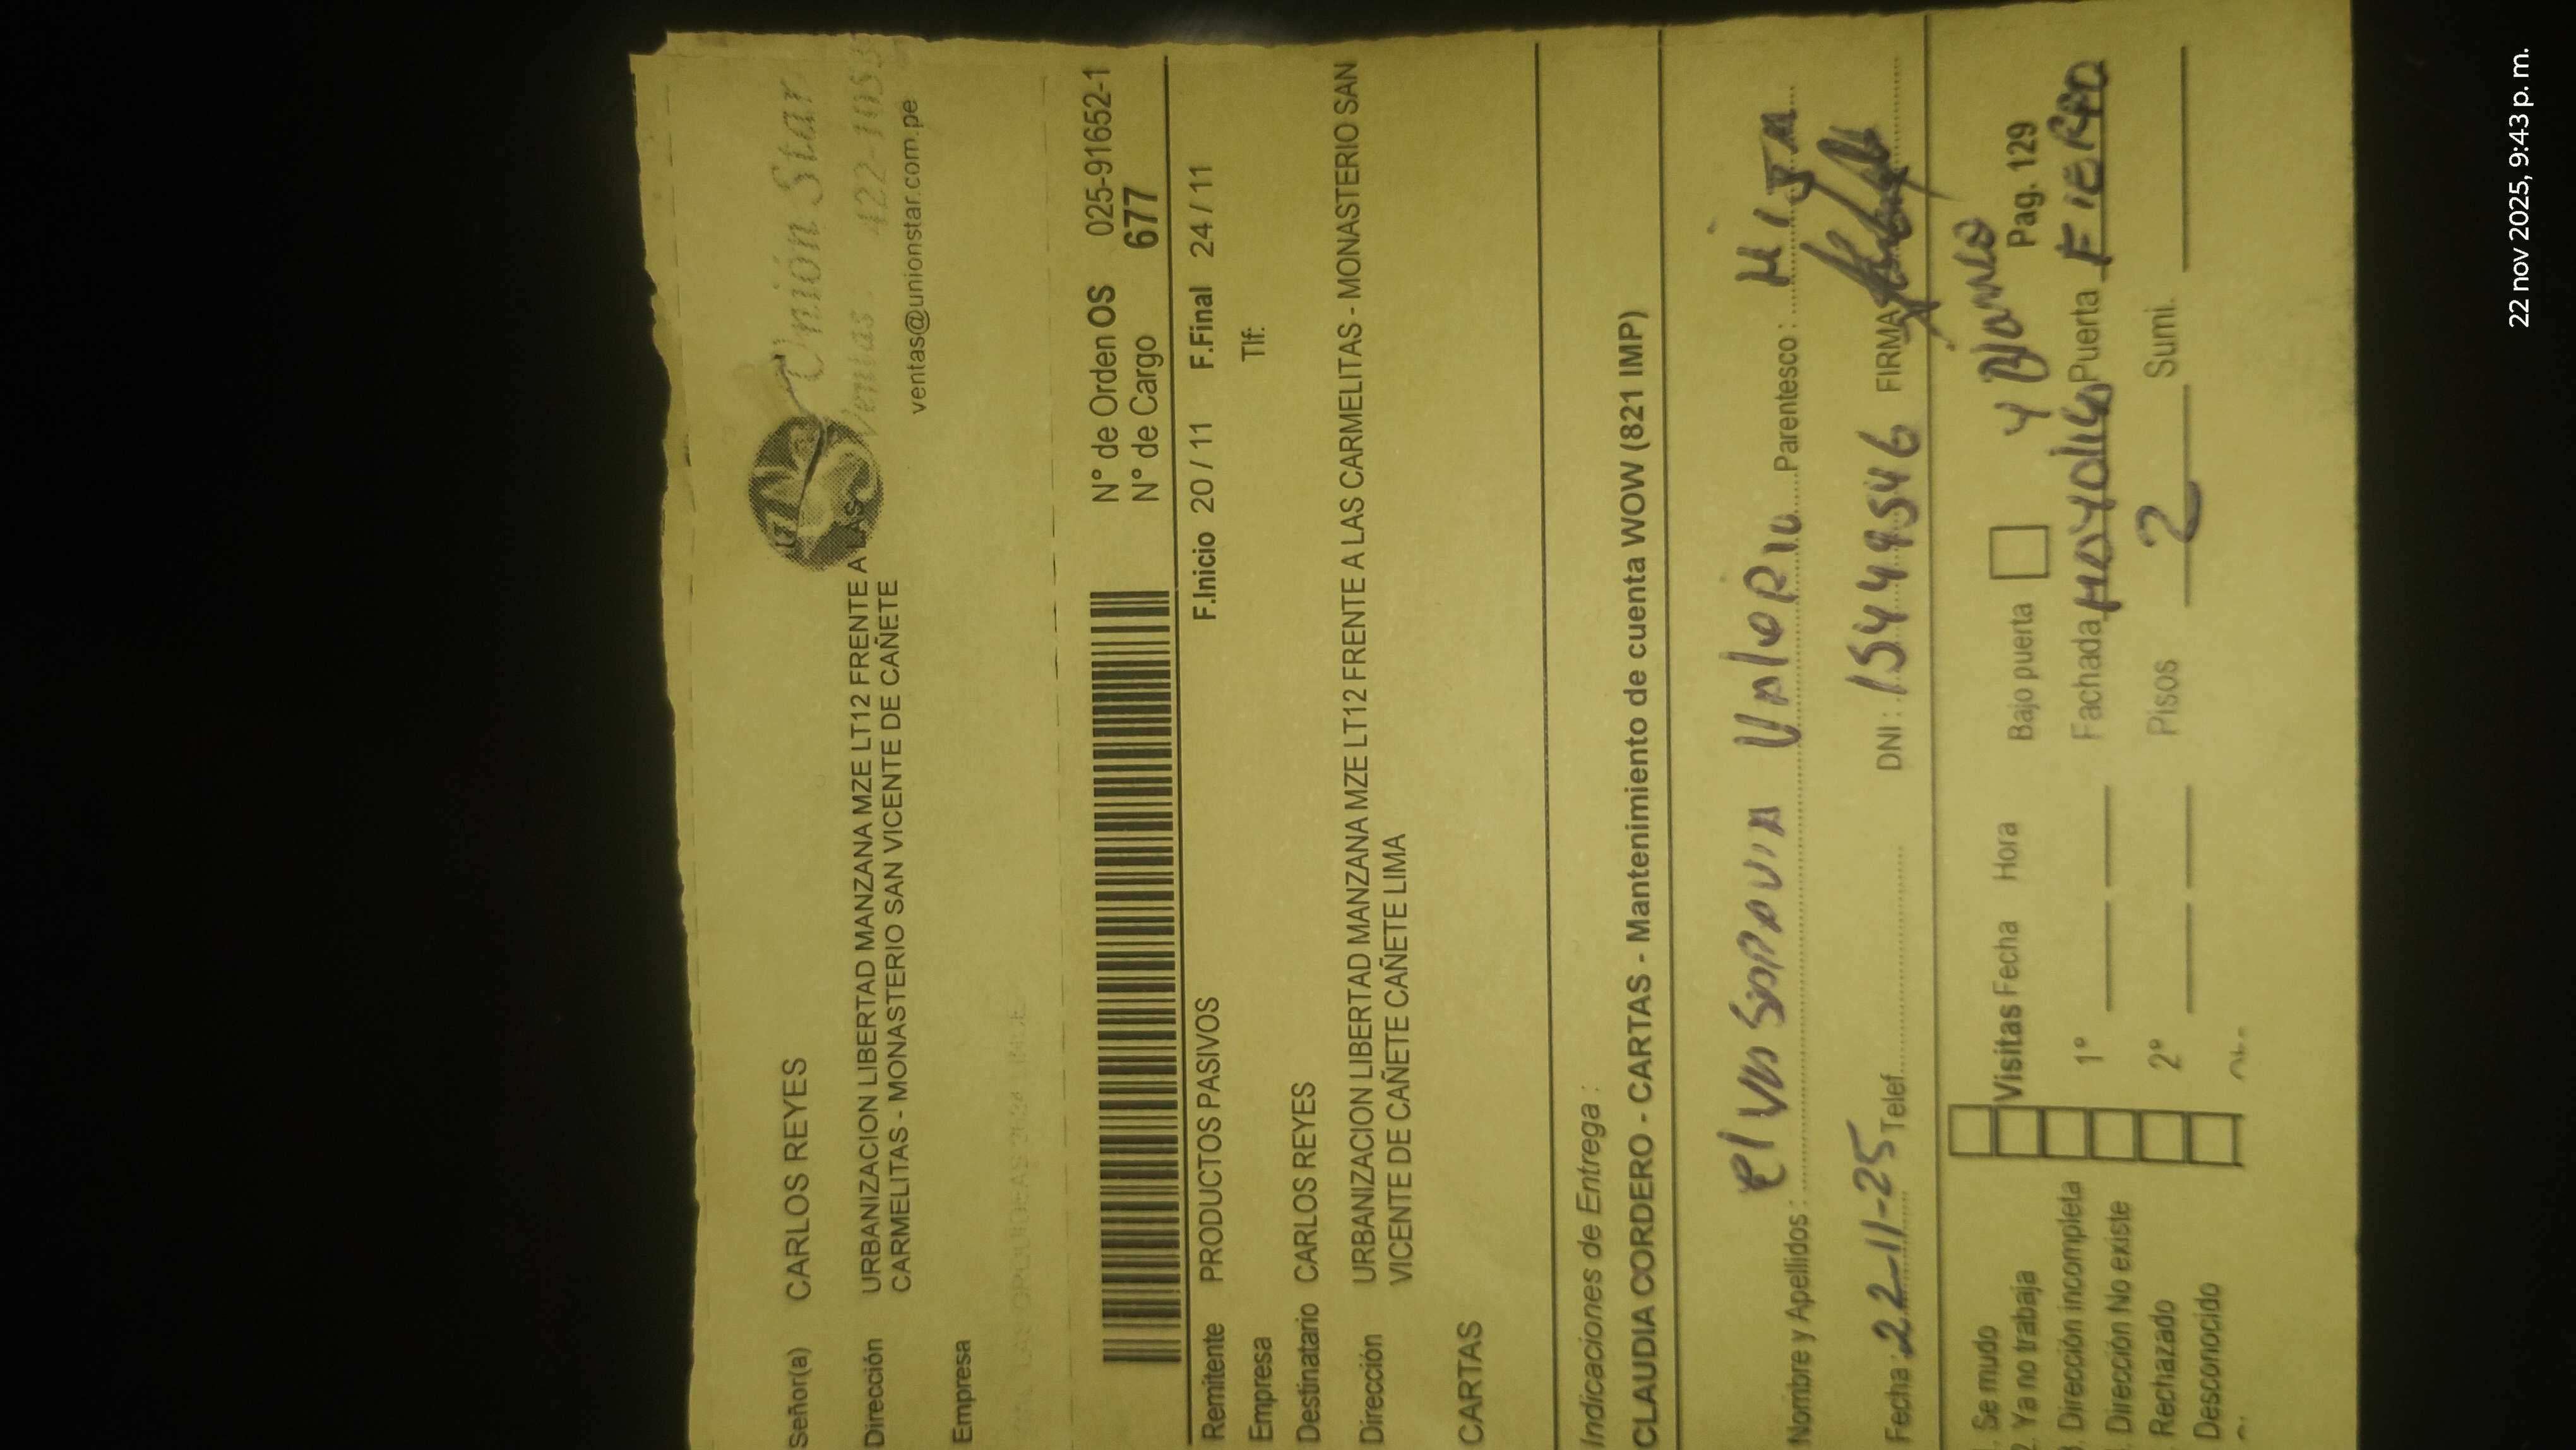 Unión Star
Ventas. 422-105
ventas@unionstar.com.pe
Señor(a) CARLOS REYES
Dirección URBANIZACION LIBERTAD MANZANA MZE LT12 FRENTE A LAS
CARMELITAS - MONASTERIO SAN VICENTE DE CAÑETE
Empresa
N° de Orden OS 025-91652-1
N° de Cargo 677
Remitente PRODUCTOS PASIVOS F.Inicio 20 / 11 F.Final 24 / 11
Empresa Tlf:
Destinatario CARLOS REYES
Dirección URBANIZACION LIBERTAD MANZANA MZE LT12 FRENTE A LAS CARMELITAS - MONASTERIO SAN
VICENTE DE CAÑETE CAÑETE LIMA
CARTAS
Indicaciones de Entrega :
CLAUDIA CORDERO - CARTAS - Mantenimiento de cuenta WOW (821 IMP)
Nombre y Apellidos : Parentesco :
Fecha : 22-11-25 Telef. DNI : 15449546 FIRMA
. Se mudo
2. Ya no trabaja Visitas Fecha Hora Bajo puerta y Blanco Pag. 129
3. Dirección incompleta 1° Fachada Mayolica Puerta FIERRO
. Dirección No existe
. Rechazado 2° Pisos 2 Sumi.
Desconocido
22 nov 2025, 9:43 p. m.